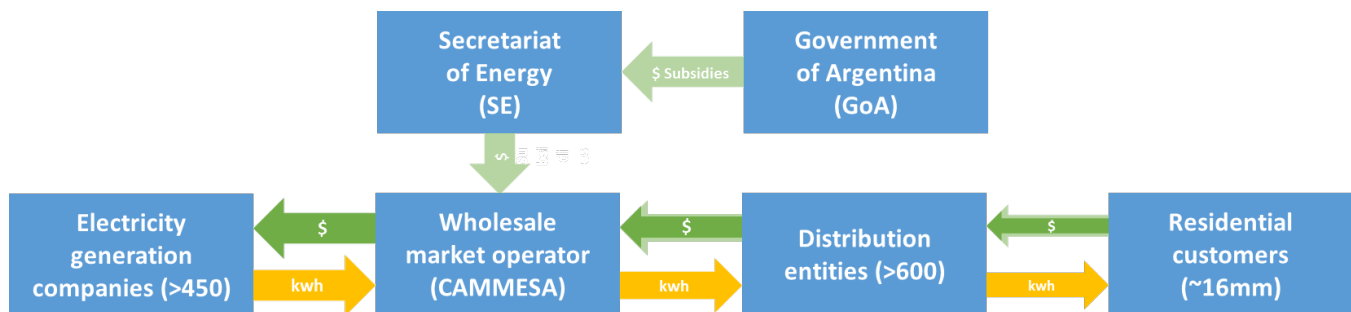 Secretariat
of Energy
(SE)
$ Subsidies
Government
of Argentina
(GoA)
$
Electricity
generation
companies (>450)
$
kwh
Wholesale
market operator
(CAMMESA)
$
kwh
Distribution
entities (>600)
$
kwh
Residential
customers
(~16mm)